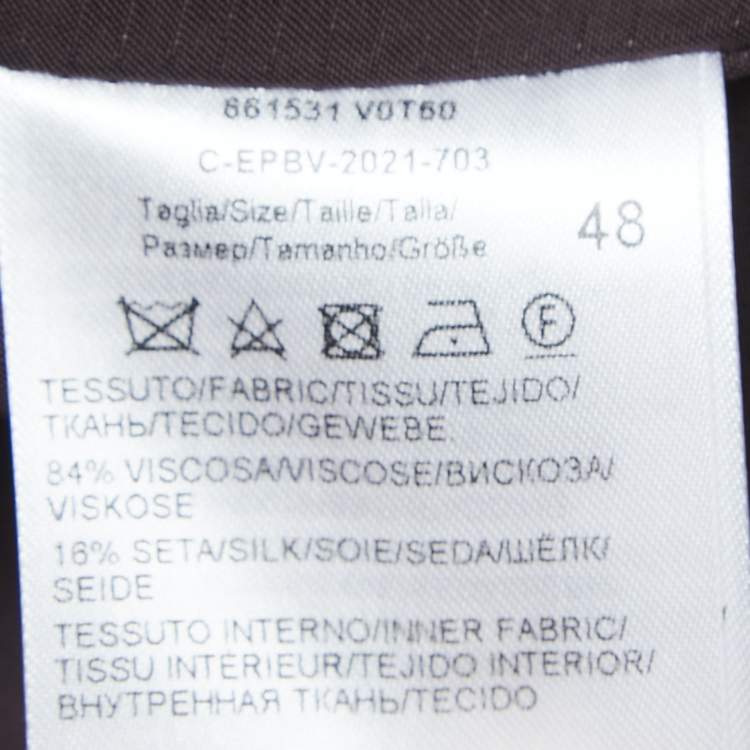 661531 V0T60
C-EPBV-2021-703
Taglia/Size/Taille/Talla/
Размер/Tamanho/Größe
48
F
TESSUTO/FABRIC/TISSU/TEJIDO/
ТКАНЬ/TECIDO/GEWEBE
84% VISCOSA/VISCOSE/ВИСКОЗА/
VISKOSE
16% SETA/SILK/SOIE/SEDA/ШЁЛК/
SEIDE
TESSUTO INTERNO/INNER FABRIC/
TISSU INTERIEUR/TEJIDO INTERIOR/
ВНУТРЕННАЯ ТКАНЬ/TECIDO